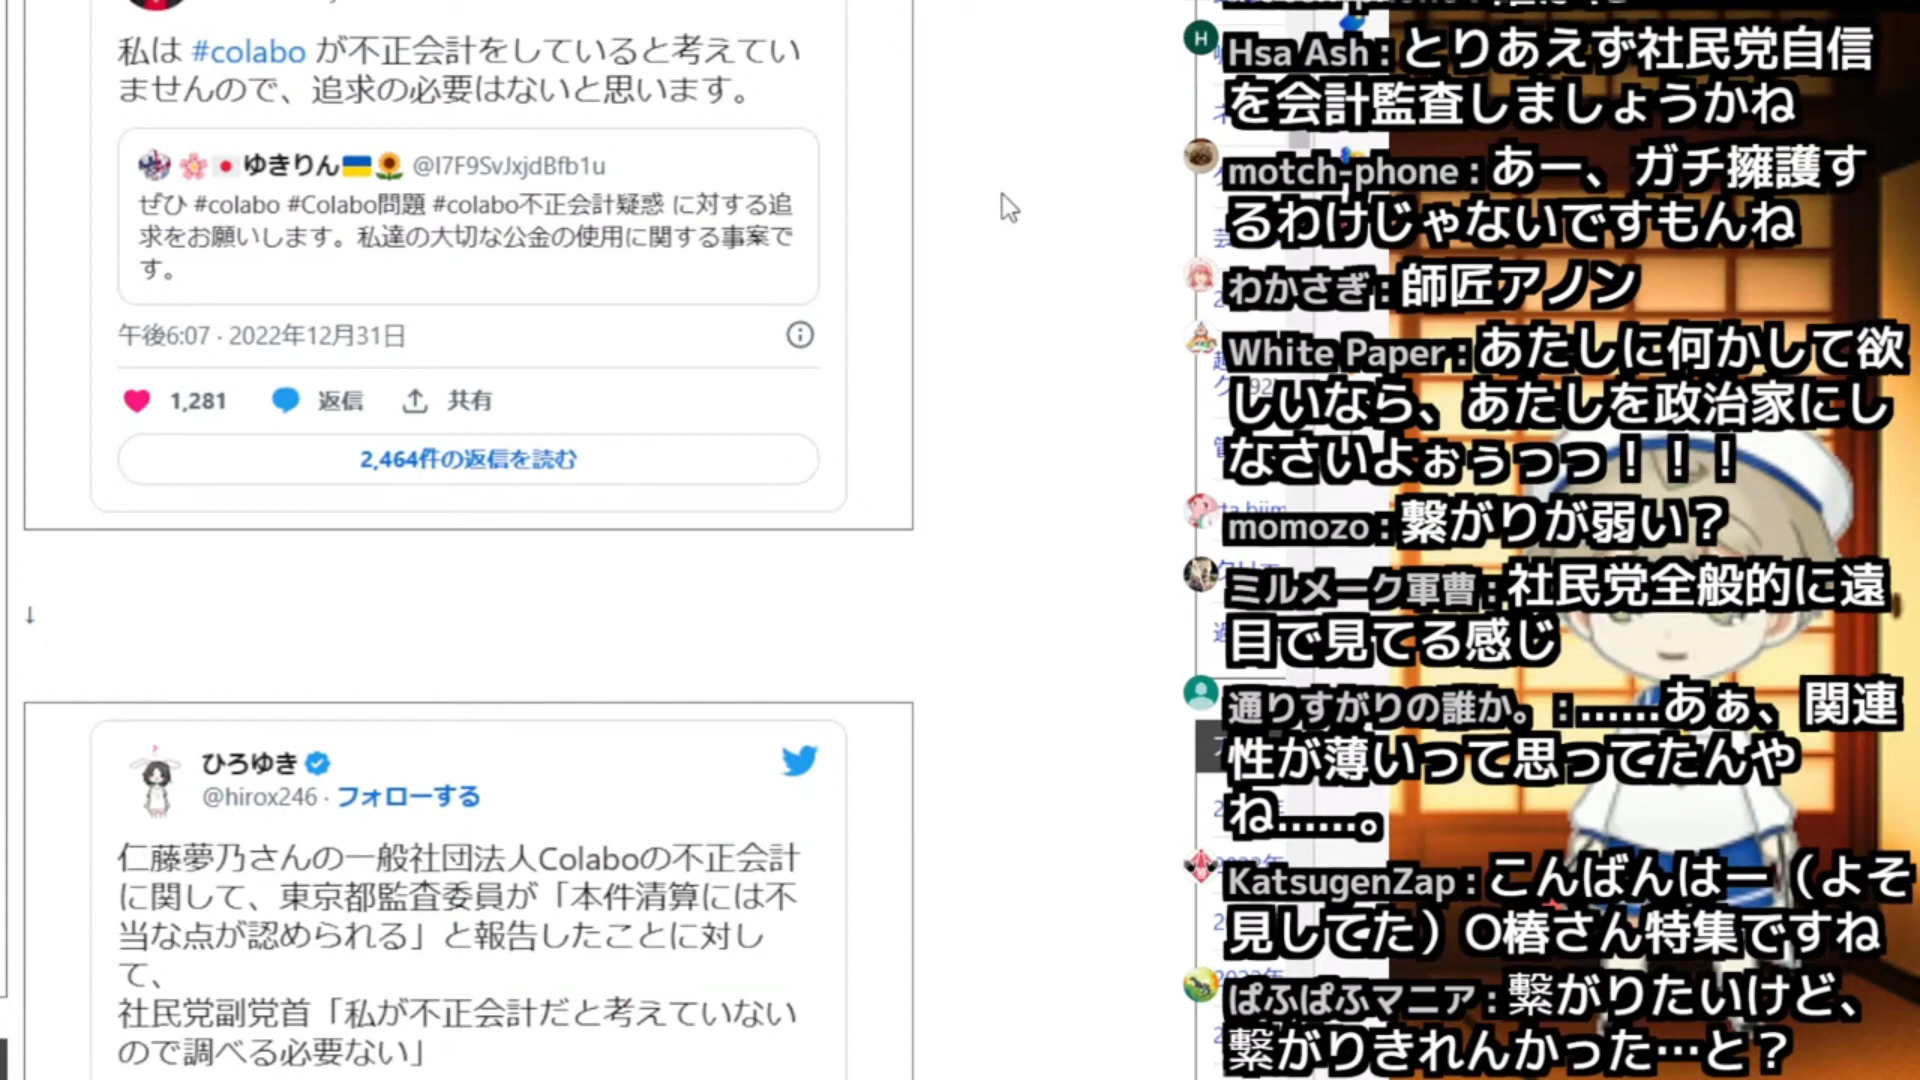 私は #colabo が不正会計をしていると考えてい
ませんので、追求の必要はないと思います。
ゆきりん @I7F9SvJxjdBfb1u
ぜひ #colabo #Colabo問題 #colabo不正会計疑惑 に対する追
求をお願いします。私達の大切な公金の使用に関する事案で
す。
午後6:07 · 2022年12月31日
1,281 返信 共有
2,464件の返信を読む
↓
ひろゆき
@hirox246 · フォローする
仁藤夢乃さんの一般社団法人Colaboの不正会計
に関して、東京都監査委員が「本件清算には不
当な点が認められる」と報告したことに対し
て、
社民党副党首「私が不正会計だと考えていない
ので調べる必要ない」
H
Hsa Ash : とりあえず社民党自信
を会計監査しましょうかね
motch-phone : あー、ガチ擁護す
るわけじゃないですもんね
わかさぎ : 師匠アノン
White Paper : あたしに何かして欲
しいなら、あたしを政治家にし
なさいよぉぅっっ！！！
momozo : 繋がりが弱い？
ミルメーク軍曹 : 社民党全般的に遠
目で見てる感じ
通りすがりの誰か。 : ……あぁ、関連
性が薄いって思ってたんや
ね……。
KatsugenZap : こんばんはー（よそ
見してた）O椿さん特集ですね
ぱふぱふマニア : 繋がりたいけど、
繋がりきれんかった…と？